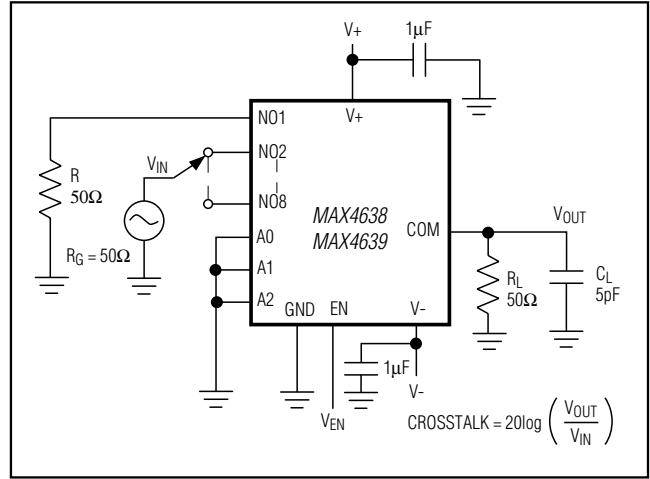 V+
1µF
V+
NO1
NO2
NO8
VIN
R
50Ω
RG = 50Ω
A0
A1
A2
MAX4638
MAX4639
COM
VOUT
RL
50Ω
CL
5pF
GND
EN
V-
1µF
V-
VEN
CROSSTALK = 20log ( VOUT / VIN )